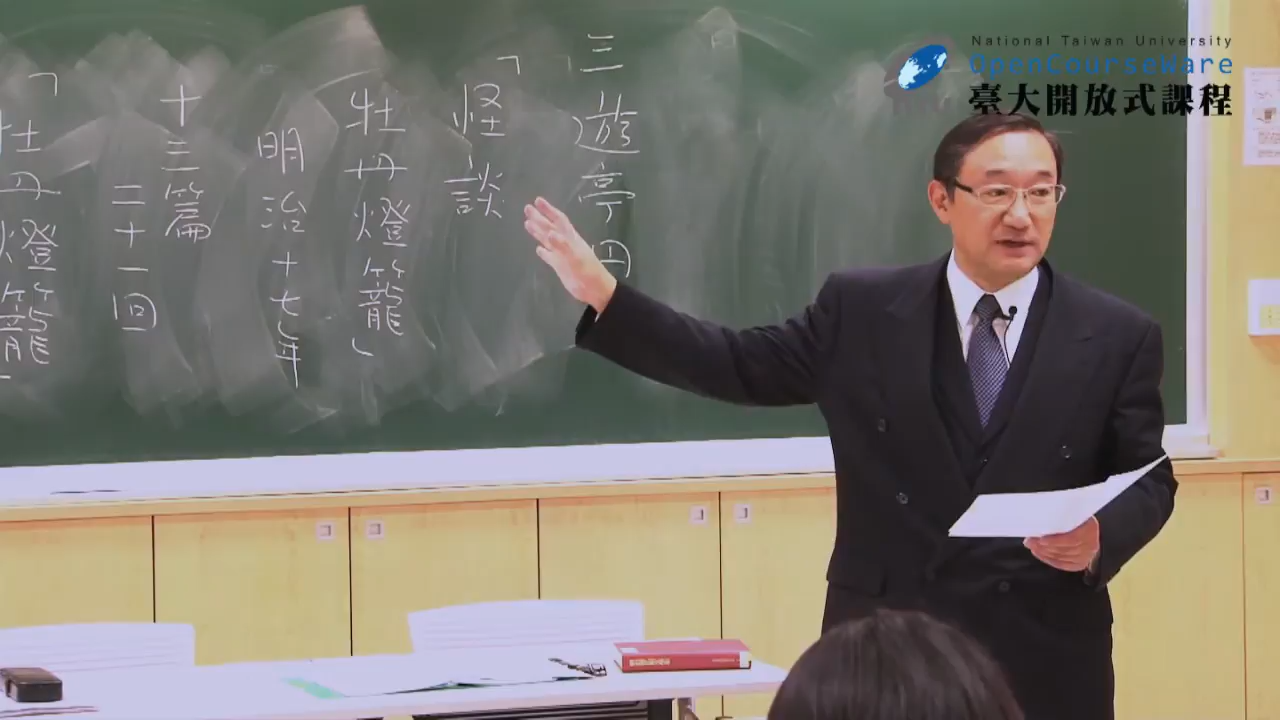 National Taiwan University
OpenCourseWare
臺大開放式課程
三遊亭円
「怪談
牡丹燈籠」
明治十七年
十三篇
二十一回
「牡丹燈籠